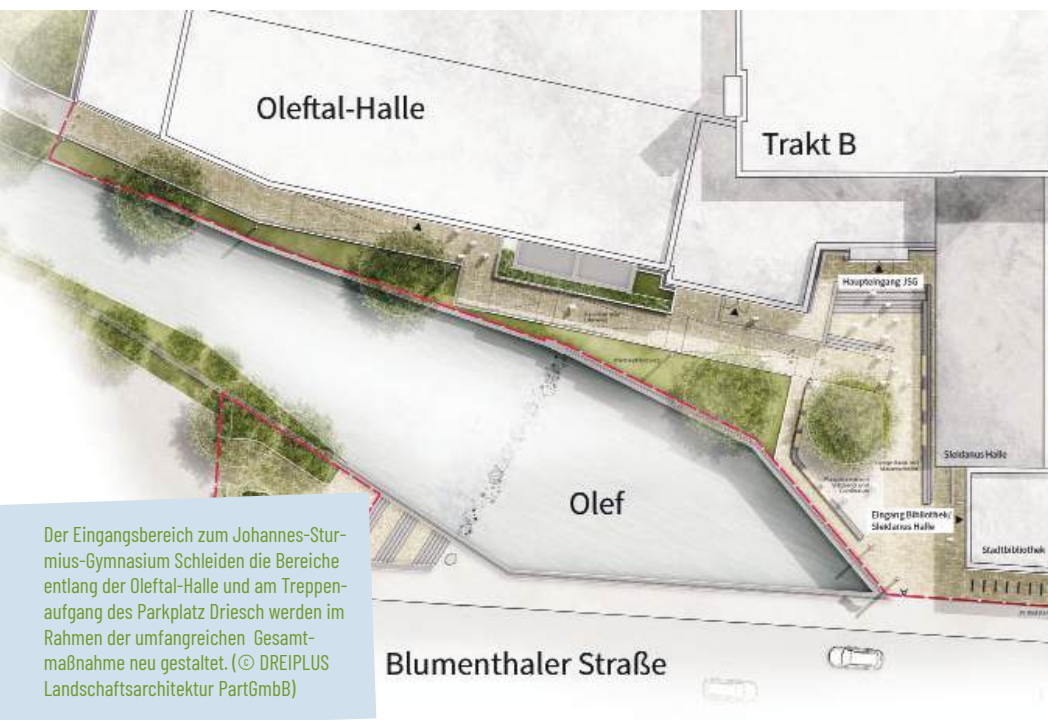 Oleftal-Halle
Trakt B
Haupteingang JSG
Sleidanus Halle
Olef
Eingang Bibliothek/
Sleidanus Halle
Stadtbibliothek
Der Eingangsbereich zum Johannes-Stur-
mius-Gymnasium Schleiden die Bereiche
entlang der Oleftal-Halle und am Treppen-
aufgang des Parkplatz Driesch werden im
Rahmen der umfangreichen Gesamt-
maßnahme neu gestaltet. (© DREIPLUS
Landschaftsarchitektur PartGmbB)
Blumenthaler Straße